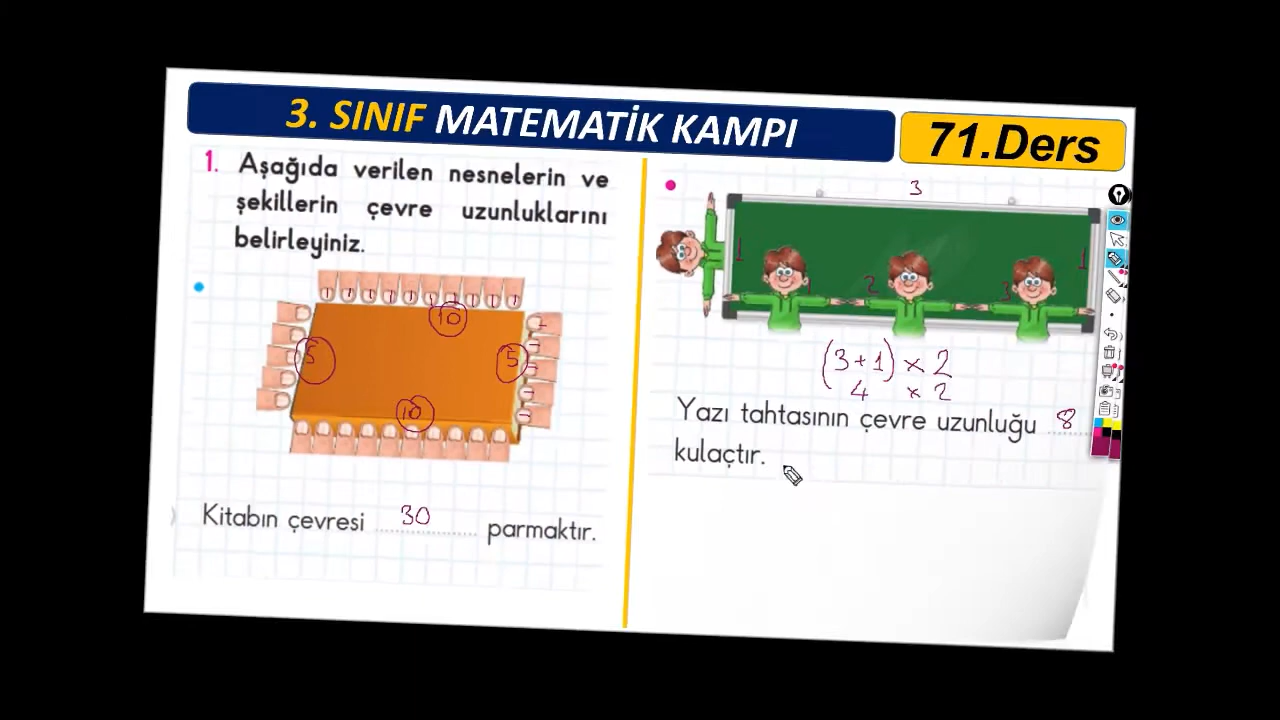 3. SINIF MATEMATİK KAMPI
71.Ders
1. Aşağıda verilen nesnelerin ve
şekillerin çevre uzunluklarını
belirleyiniz.
10
5
5
10
Kitabın çevresi 30 parmaktır.
3
1
1
1
2
3
(3+1) x 2
4 x 2
Yazı tahtasının çevre uzunluğu 8
kulaçtır.